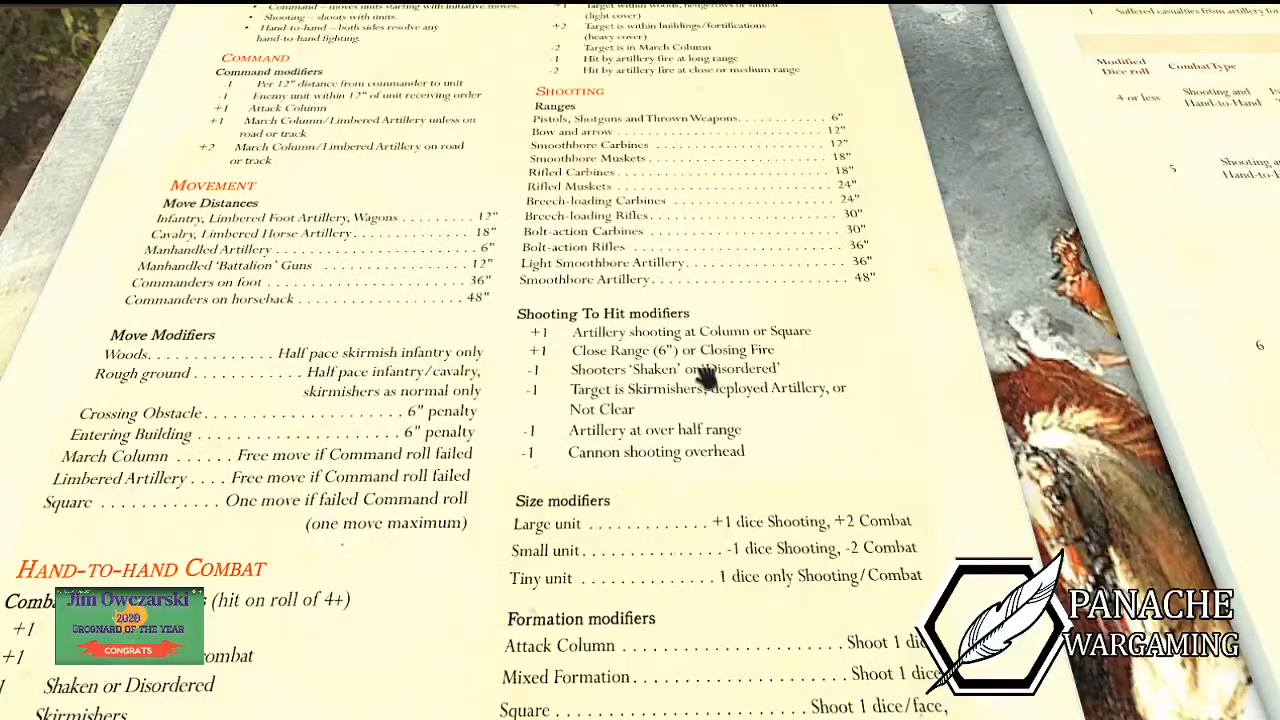 Command – moves units starting with initiative moves.
• Shooting – shoots with units.
• Hand-to-hand – both sides resolve any
hand-to-hand fighting.
COMMAND
Command modifiers
1 Per 12" distance from commander to unit
-1 Enemy unit within 12" of unit receiving order
+1 Attack Column
+1 March Column/Limbered Artillery unless on
road or track
+2 March Column/Limbered Artillery on road
or track
MOVEMENT
Move Distances
Infantry, Limbered Foot Artillery, Wagons . . . . . . . . . 12"
Cavalry, Limbered Horse Artillery. . . . . . . . . . . . . . . 18"
Manhandled Artillery . . . . . . . . . . . . . . . . . . . . . . . . . 6"
Manhandled 'Battalion' Guns . . . . . . . . . . . . . . . . . . 12"
Commanders on foot . . . . . . . . . . . . . . . . . . . . . . . . 36"
Commanders on horseback . . . . . . . . . . . . . . . . . . . 48"
Move Modifiers
Woods. . . . . . . . . . . . . . . Half pace skirmish infantry only
Rough ground . . . . . . . . . . . . Half pace infantry/cavalry,
skirmishers as normal only
Crossing Obstacle . . . . . . . . . . . . . . . . . . . . . 6" penalty
Entering Building . . . . . . . . . . . . . . . . . . . . . 6" penalty
March Column . . . . . . Free move if Command roll failed
Limbered Artillery . . . . Free move if Command roll failed
Square . . . . . . . . . . . . One move if failed Command roll
(one move maximum)
HAND-TO-HAND COMBAT
(hit on roll of 4+)
+1
+1
Shaken or Disordered
Skirmishers
(light cover)
+2 Target is within buildings/fortifications
(heavy cover)
-2 Target is in March Column
-1 Hit by artillery fire at long range
-2 Hit by artillery fire at close or medium range
SHOOTING
Ranges
Pistols, Shotguns and Thrown Weapons. . . . . . . . . . . 6"
Bow and arrow . . . . . . . . . . . . . . . . . . . . . . . . . . . . 12"
Smoothbore Carbines . . . . . . . . . . . . . . . . . . . . . . . 12"
Smoothbore Muskets . . . . . . . . . . . . . . . . . . . . . . . . 18"
Rifled Carbines . . . . . . . . . . . . . . . . . . . . . . . . . . . . 18"
Rifled Muskets . . . . . . . . . . . . . . . . . . . . . . . . . . . . 24"
Breech-loading Carbines . . . . . . . . . . . . . . . . . . . . . 24"
Breech-loading Rifles. . . . . . . . . . . . . . . . . . . . . . . . 30"
Bolt-action Carbines . . . . . . . . . . . . . . . . . . . . . . . . 30"
Bolt-action Rifles . . . . . . . . . . . . . . . . . . . . . . . . . . . 36"
Light Smoothbore Artillery. . . . . . . . . . . . . . . . . . . . 36"
Smoothbore Artillery. . . . . . . . . . . . . . . . . . . . . . . . 48"
Shooting To Hit modifiers
+1 Artillery shooting at Column or Square
+1 Close Range (6") or Closing Fire
-1 Shooters 'Shaken' or 'Disordered'
-1 Target is Skirmishers, deployed Artillery, or
Not Clear
-1 Artillery at over half range
-1 Cannon shooting overhead
Size modifiers
Large unit . . . . . . . . . . . . +1 dice Shooting, +2 Combat
Small unit. . . . . . . . . . . . . . -1 dice Shooting, -2 Combat
Tiny unit . . . . . . . . . . . . . 1 dice only Shooting/Combat
Formation modifiers
Attack Column . . . . . . . . . . . . . . . . . . . . . . Shoot 1
Mixed Formation. . . . . . . . . . . . . . . . . . . . . Shoot 1 dice
Square . . . . . . . . . . . . . . . . . . . . . . . . Shoot 1 dice/face,
1 Suffered casualties from artillery
Modified
Dice roll CombatType
4 or less Shooting and
Hand-to-Hand
5 Shooting
6
Jim Owczarski
2020
GROGNARD OF THE YEAR
CONGRATS
PANACHE
WARGAMING